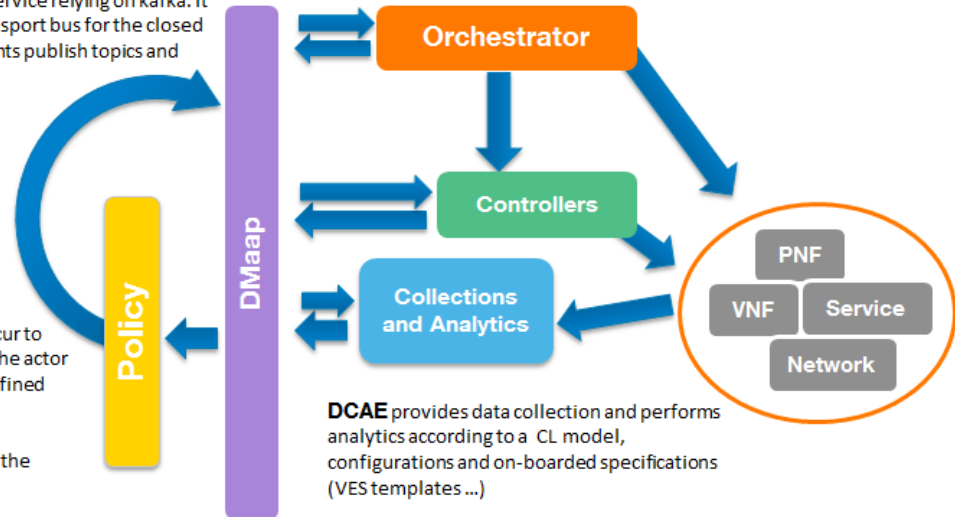 service relying on kafka. It
sport bus for the closed
nts publish topics and
Orchestrator
Controllers
DMaap
Collections
and Analytics
Policy
PNF
VNF
Service
Network
cur to
he actor
fined
the
DCAE provides data collection and performs
analytics according to a CL model,
configurations and on-boarded specifications
(VES templates ...)